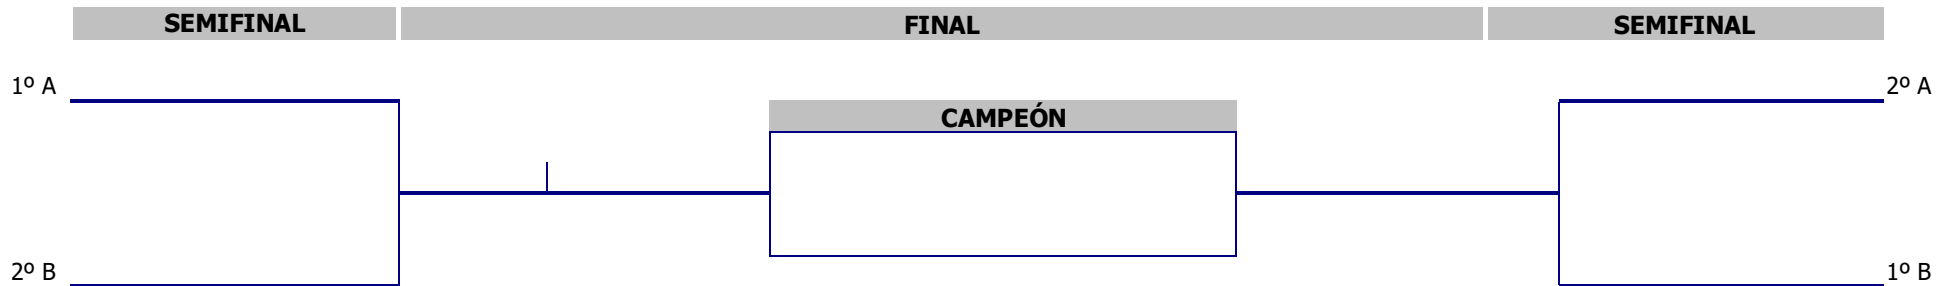 SEMIFINAL FINAL SEMIFINAL
1º A 2º A
CAMPEÓN
2º B 1º B